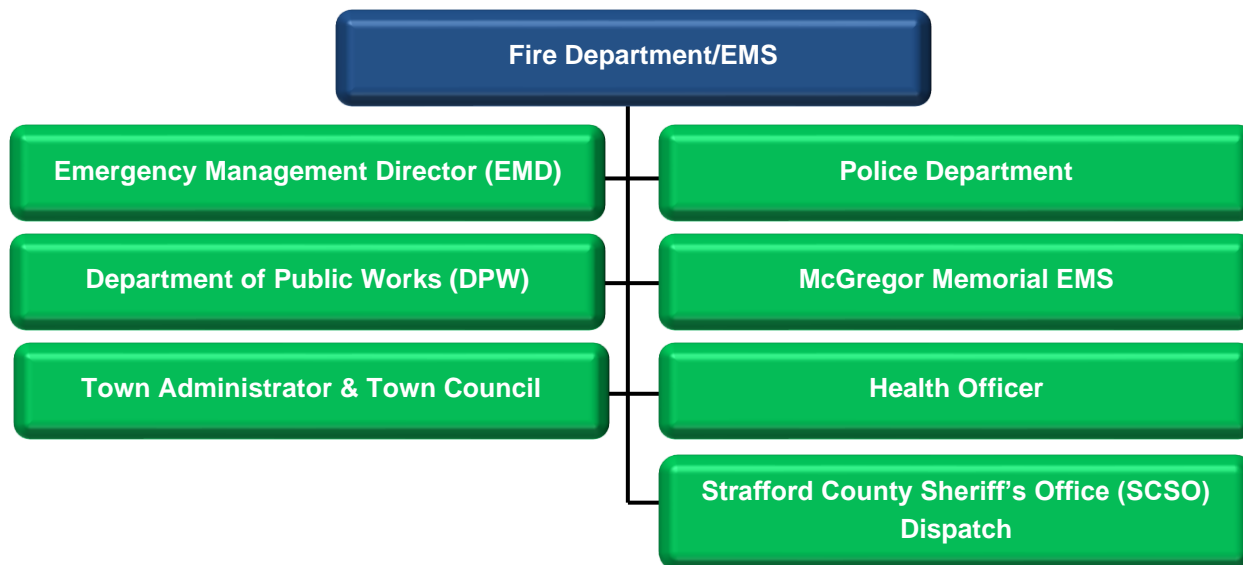 Fire Department/EMS
Emergency Management Director (EMD)
Police Department
Department of Public Works (DPW)
McGregor Memorial EMS
Town Administrator & Town Council
Health Officer
Strafford County Sheriff’s Office (SCSO)
Dispatch